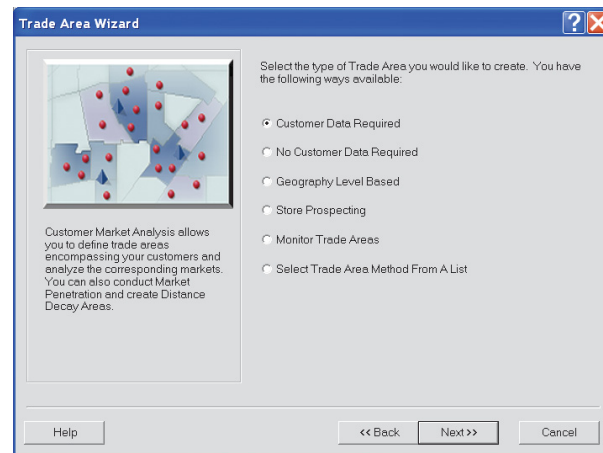 Trade Area Wizard
?
Select the type of Trade Area you would like to create. You have
the following ways available:
Customer Data Required
No Customer Data Required
Geography Level Based
Store Prospecting
Monitor Trade Areas
Select Trade Area Method From A List
Customer Market Analysis allows
you to define trade areas
encompassing your customers and
analyze the corresponding markets.
You can also conduct Market
Penetration and create Distance
Decay Areas.
Help
<< Back
Next >>
Cancel